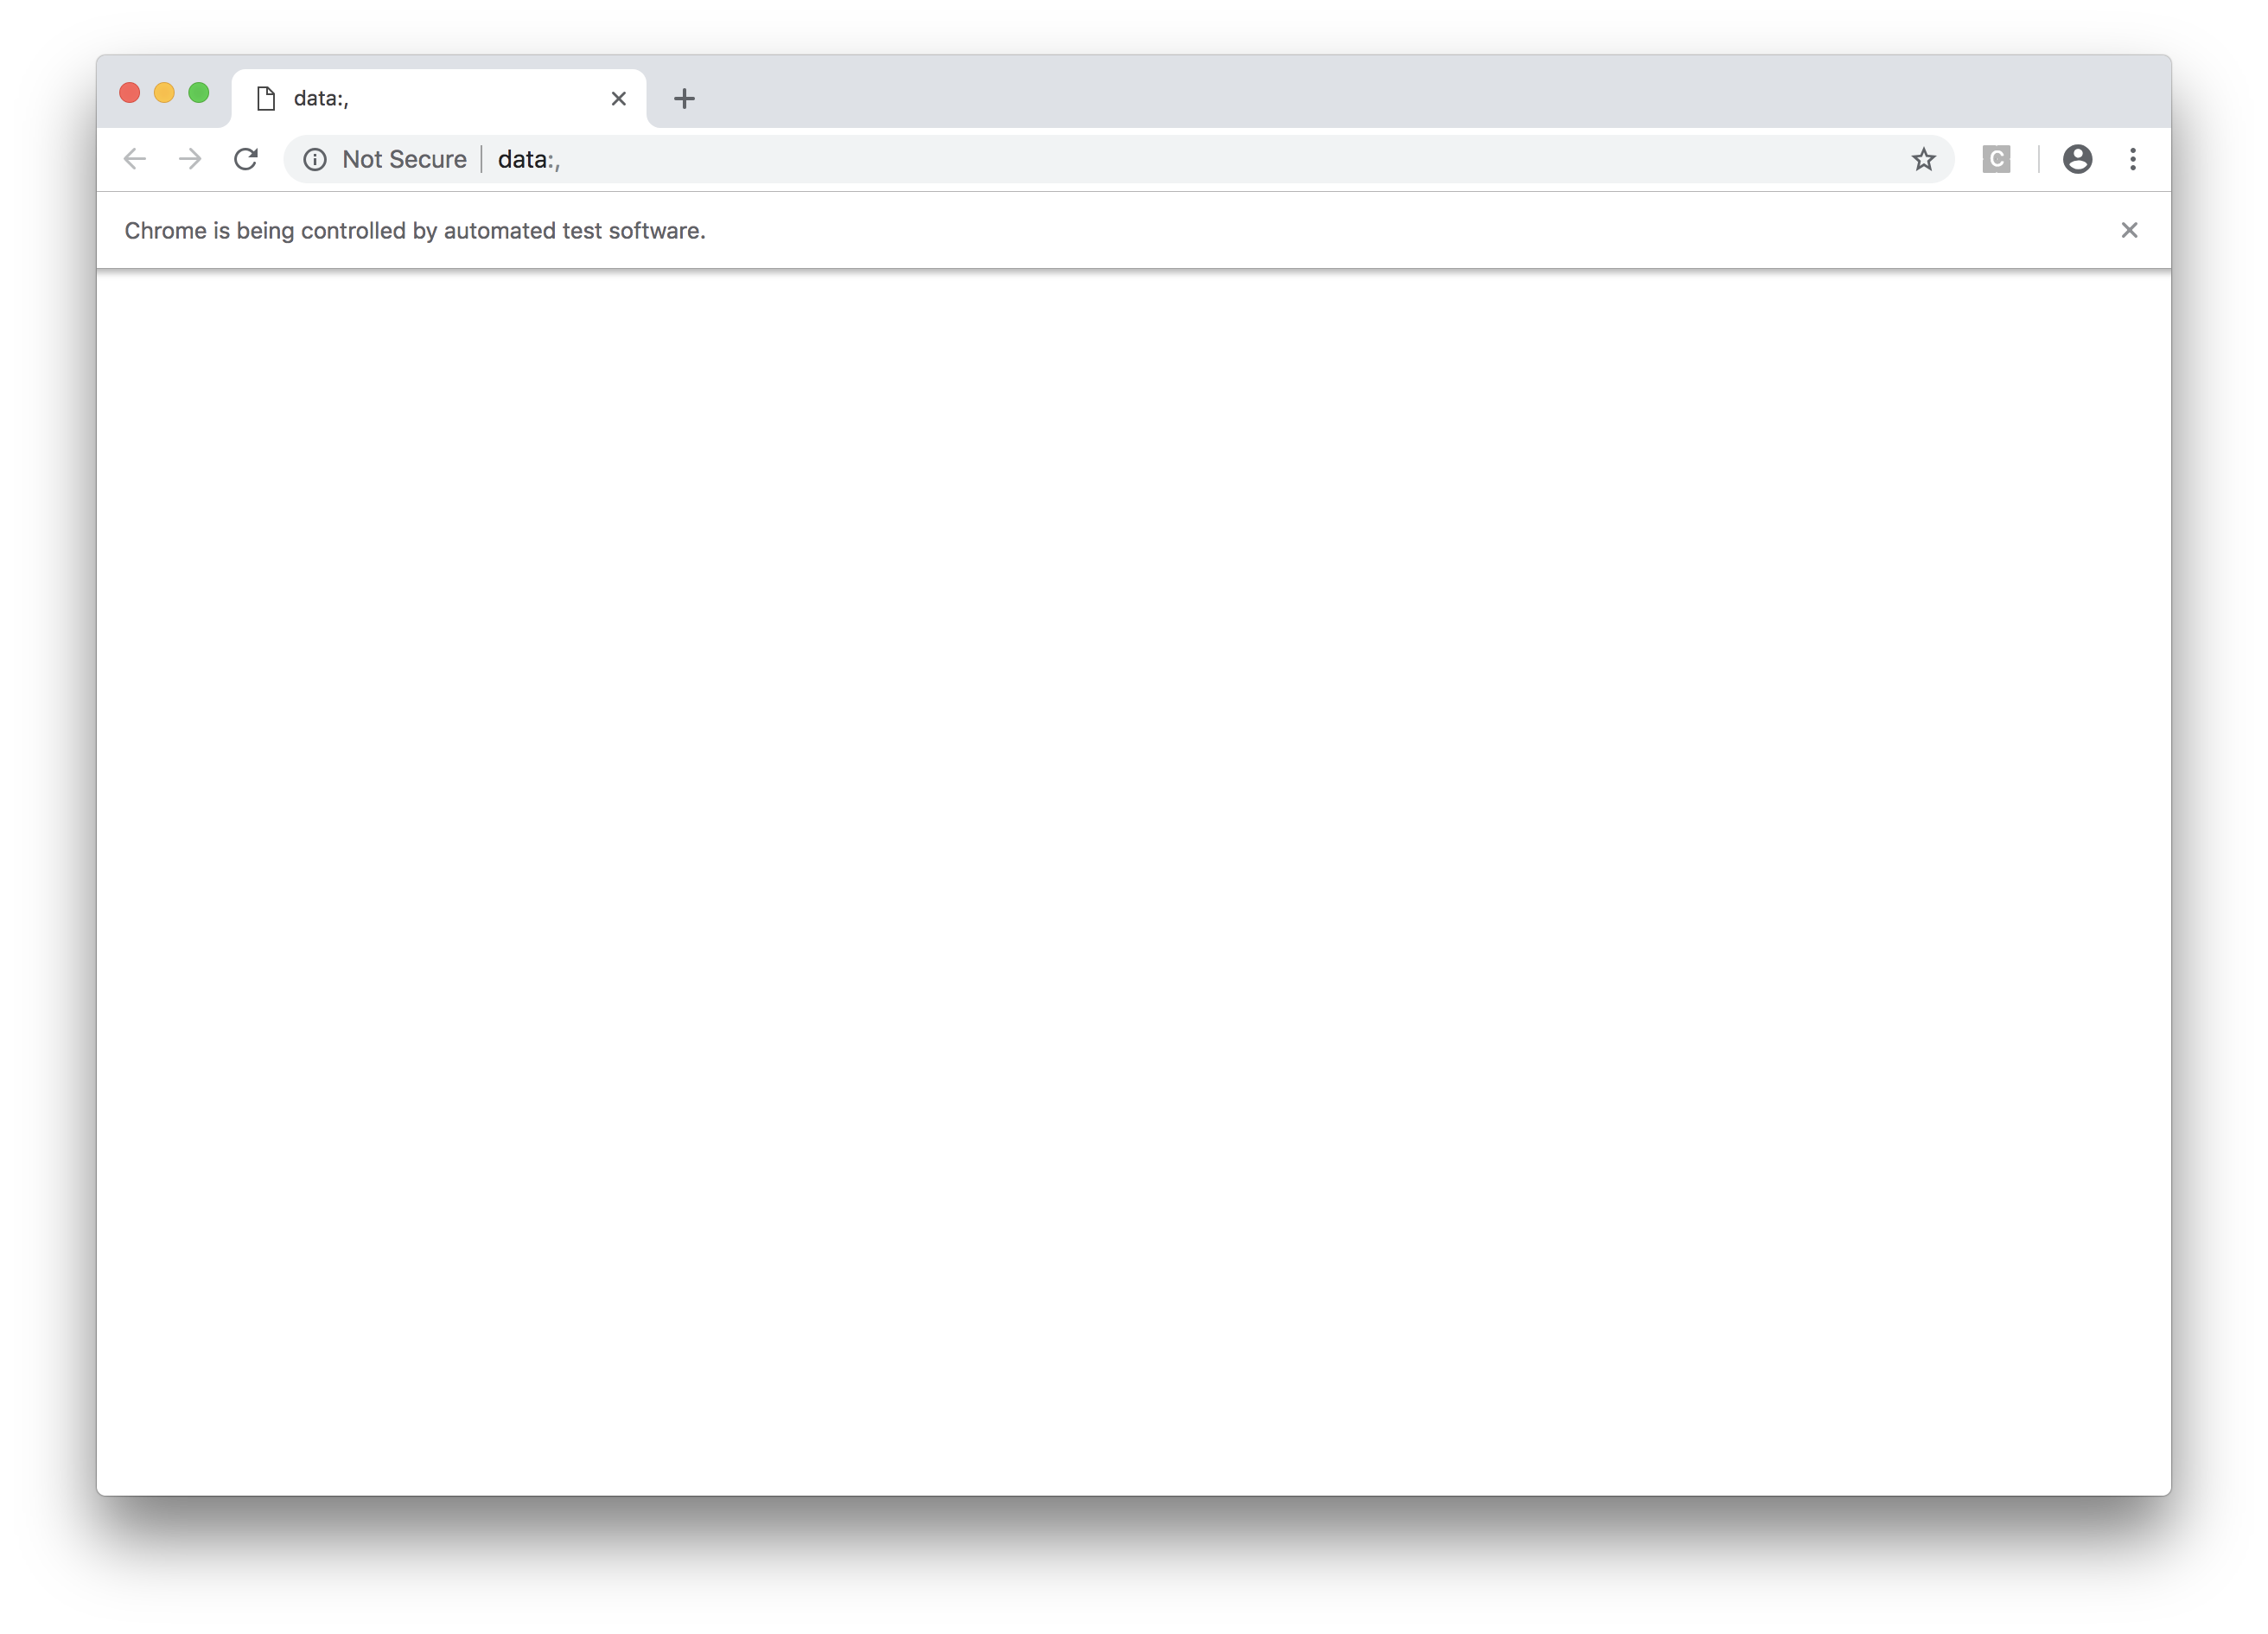 data:,
Not Secure data:,
C
Chrome is being controlled by automated test software.